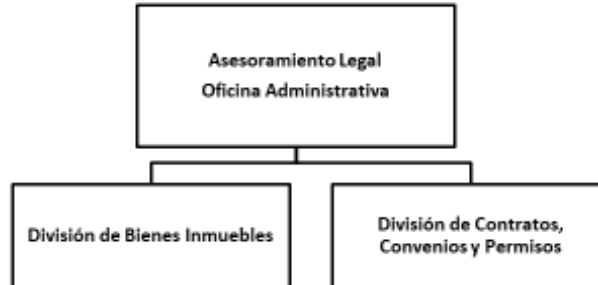 Asesoramiento Legal
Oficina Administrativa
División de Bienes Inmuebles
División de Contratos,
Convenios y Permisos